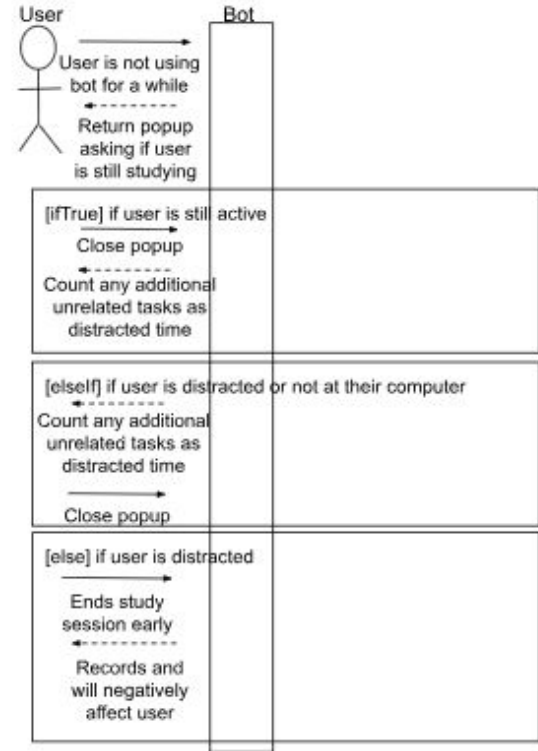 User
Bot
User is not using
bot for a while
Return popup
asking if user
is still studying
[ifTrue] if user is still active
Close popup
Count any additional
unrelated tasks as
distracted time
[elseIf] if user is distracted or not at their computer
Count any additional
unrelated tasks as
distracted time
Close popup
[else] if user is distracted
Ends study
session early
Records and
will negatively
affect user